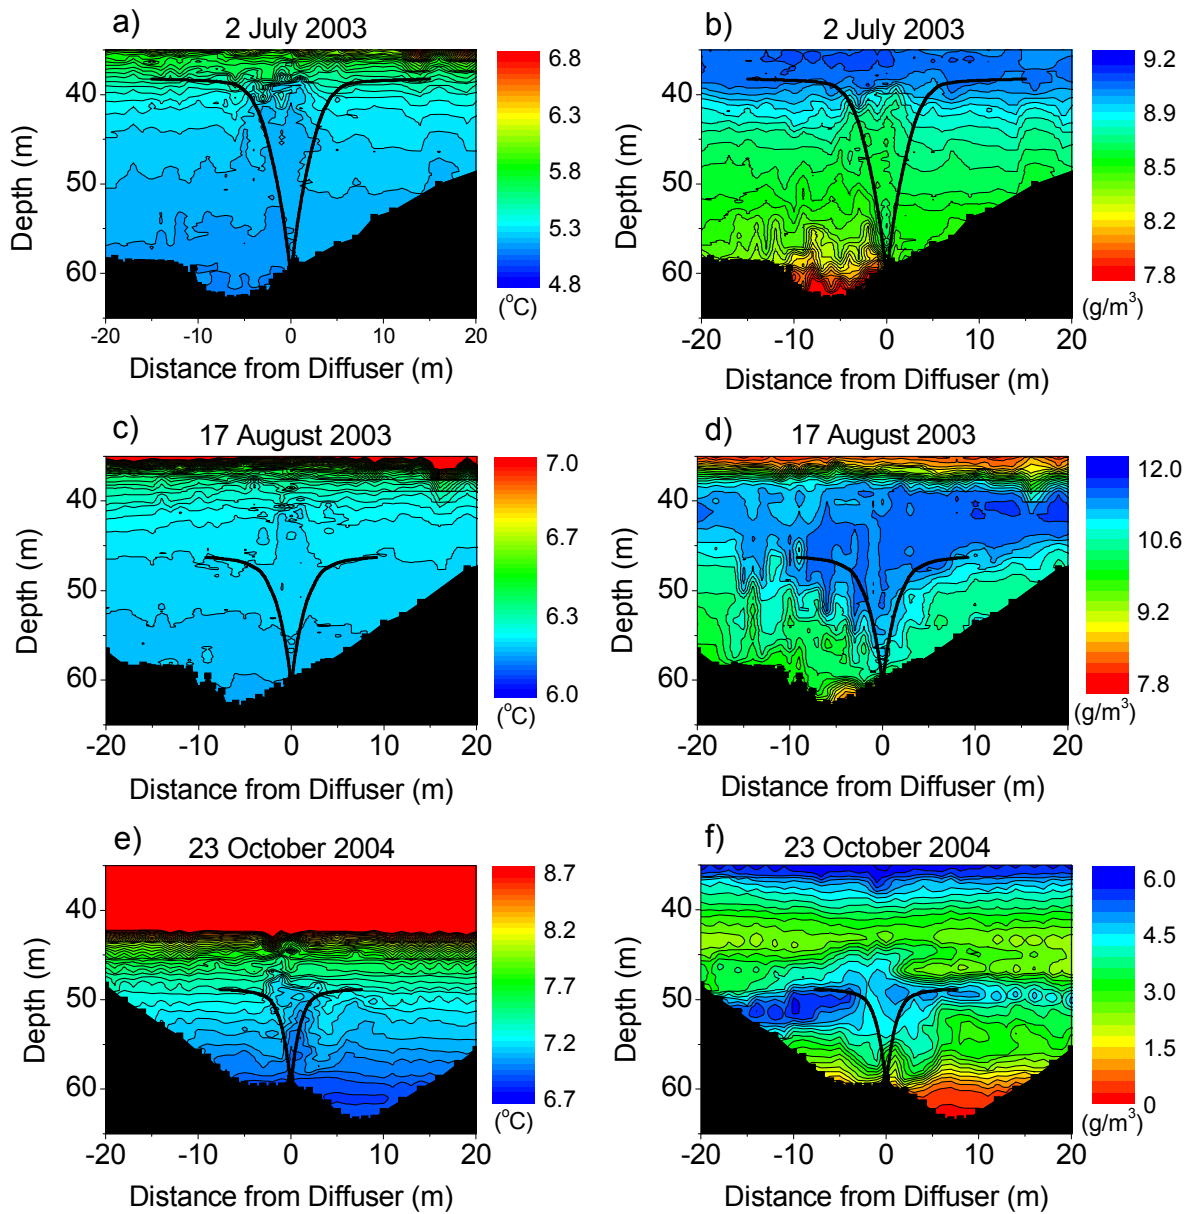 a)
2 July 2003
40
50
60
Depth (m)
-20
-10
0
10
20
Distance from Diffuser (m)
6.8
6.3
5.8
5.3
4.8
(°C)
b)
2 July 2003
40
50
60
Depth (m)
-20
-10
0
10
20
Distance from Diffuser (m)
9.2
8.9
8.5
8.2
7.8
(g/m³)
c)
17 August 2003
40
50
60
Depth (m)
-20
-10
0
10
20
Distance from Diffuser (m)
7.0
6.7
6.3
6.0
(°C)
d)
17 August 2003
40
50
60
Depth (m)
-20
-10
0
10
20
Distance from Diffuser (m)
12.0
10.6
9.2
7.8
(g/m³)
e)
23 October 2004
40
50
60
Depth (m)
-20
-10
0
10
20
Distance from Diffuser (m)
8.7
8.2
7.7
7.2
6.7
(°C)
f)
23 October 2004
40
50
60
Depth (m)
-20
-10
0
10
20
Distance from Diffuser (m)
6.0
4.5
3.0
1.5
0
(g/m³)